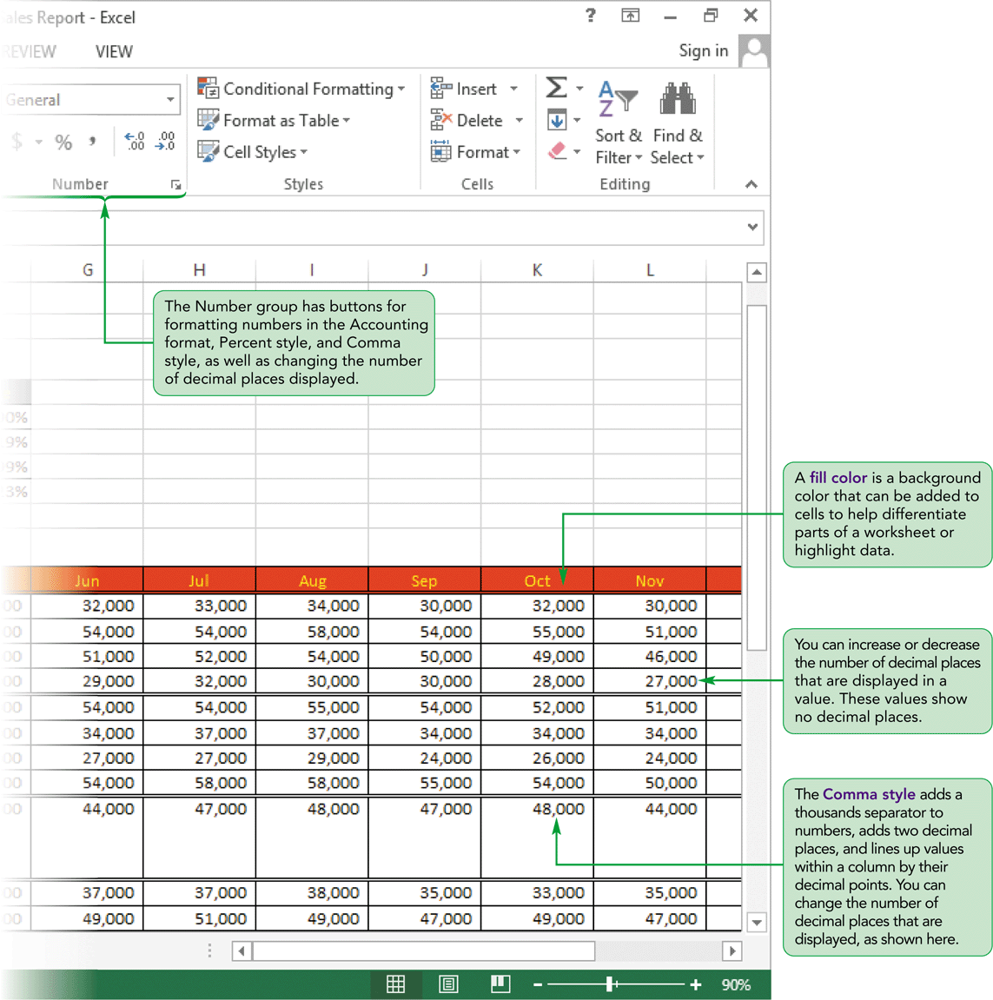 ales Report - Excel ?
REVIEW VIEW Sign in
General Conditional Formatting Insert Σ A Z
Format as Table Delete
$ % , ←.0 .00 .00 →.0 Cell Styles Format Sort & Filter Find & Select
Number Styles Cells Editing
G H I J K L
The Number group has buttons for
formatting numbers in the Accounting
format, Percent style, and Comma
style, as well as changing the number
of decimal places displayed.
0%
.9%
99%
.3%
A fill color is a background
color that can be added to
cells to help differentiate
parts of a worksheet or
highlight data.
Jun Jul Aug Sep Oct Nov
00 32,000 33,000 34,000 30,000 32,000 30,000
00 54,000 54,000 58,000 54,000 55,000 51,000
00 51,000 52,000 54,000 50,000 49,000 46,000
00 29,000 32,000 30,000 30,000 28,000 27,000
00 54,000 54,000 55,000 54,000 52,000 51,000
00 34,000 37,000 37,000 34,000 34,000 34,000
00 27,000 27,000 29,000 24,000 26,000 24,000
00 54,000 58,000 58,000 55,000 54,000 50,000
00 44,000 47,000 48,000 47,000 48,000 44,000
00 37,000 37,000 38,000 35,000 33,000 35,000
00 49,000 51,000 49,000 47,000 49,000 47,000
You can increase or decrease
the number of decimal places
that are displayed in a
value. These values show
no decimal places.
The Comma style adds a
thousands separator to
numbers, adds two decimal
places, and lines up values
within a column by their
decimal points. You can
change the number of
decimal places that are
displayed, as shown here.
90%